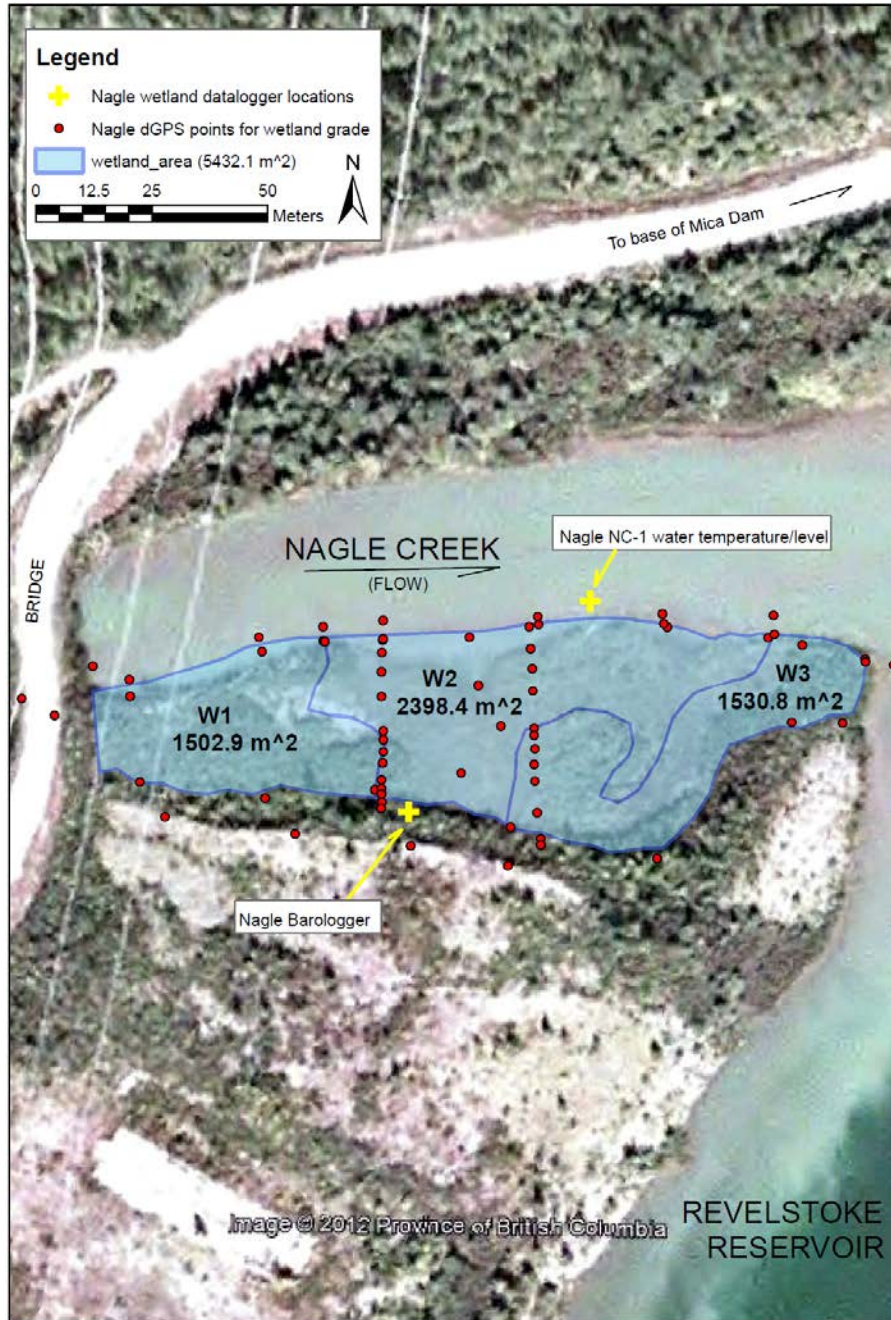 Legend
Nagle wetland datalogger locations
Nagle dGPS points for wetland grade
wetland_area (5432.1 m^2)
N
0 12.5 25 50
Meters
To base of Mica Dam
Nagle NC-1 water temperature/level
NAGLE CREEK
(FLOW)
BRIDGE
W1
1502.9 m^2
W2
2398.4 m^2
W3
1530.8 m^2
Nagle Barologger
Image © 2012 Province of British Columbia
REVELSTOKE
RESERVOIR